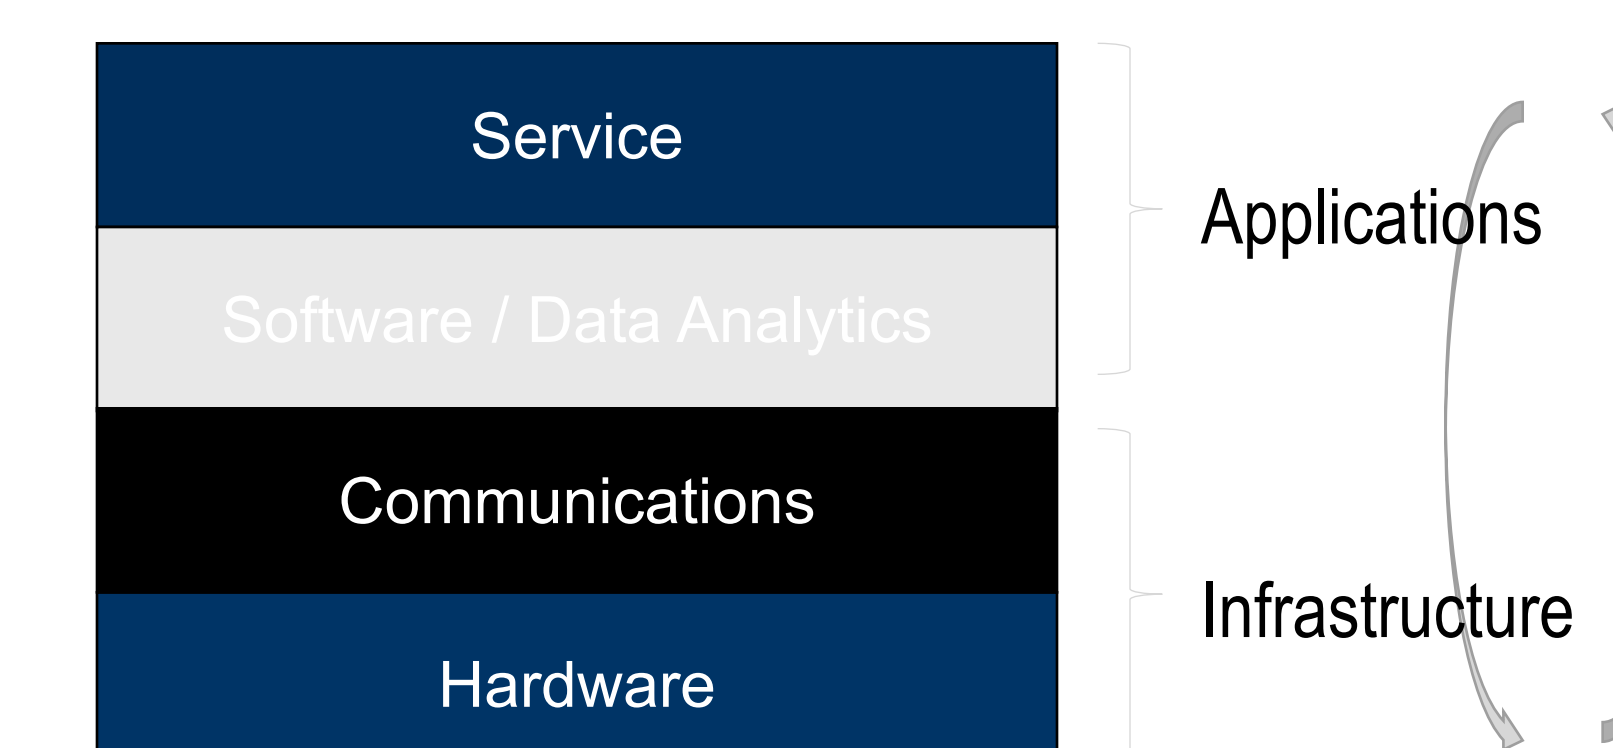 Service
Applications
Software / Data Analytics
Communications
Infrastructure
Hardware